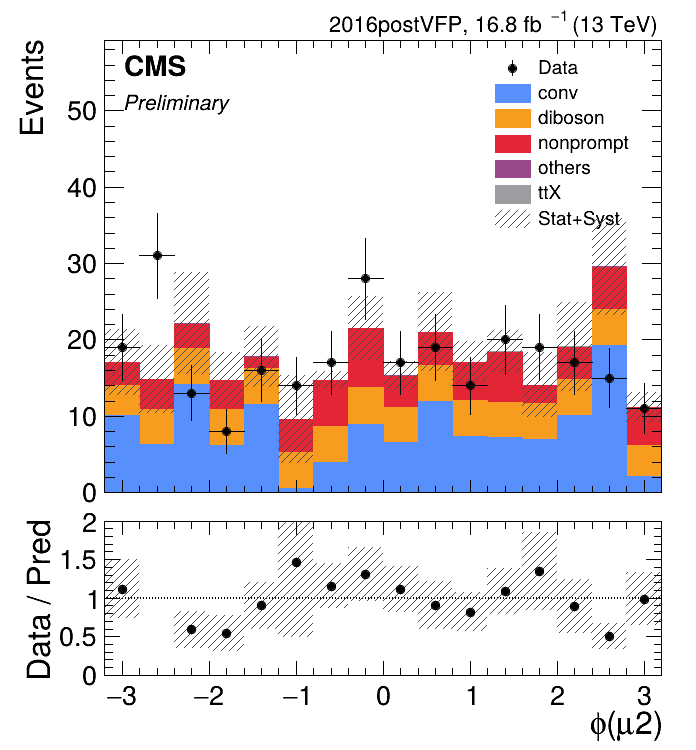 2016postVFP, 16.8 fb⁻¹ (13 TeV)
Events
CMS
Preliminary
Data
conv
diboson
nonprompt
others
ttX
Stat+Syst
50
40
30
20
10
0
Data / Pred
2
1.5
1
0.5
0
−3 −2 −1 0 1 2 3
ϕ(μ2)